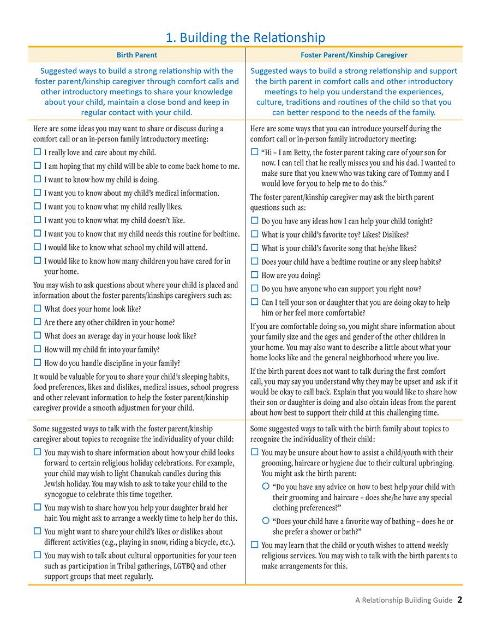 1. Building the Relationship
Birth Parent
Suggested ways to build a strong relationship with the
foster parent/kinship caregiver through comfort calls and
other introductory meetings to share your knowledge
about your child, maintain a close bond and keep in
regular contact with your child.
Here are some ideas you may want to share or discuss during a
comfort call or an in-person family introductory meeting:
I really love and care about my child.
I am hoping that my child will be able to come back home to me.
I want to know how my child is doing.
I want you to know about my child's medical information.
I want you to know what my child really likes.
I want you to know what my child doesn't like.
I want you to know that my child needs this routine for bedtime.
I would like to know what school my child will attend.
I would like to know how many children you have cared for in
your home.
You may wish to ask questions about where your child is placed and
information about the foster parents/kinships caregivers such as:
What does your home look like?
Are there any other children in your home?
What does an average day in your house look like?
How will my child fit into your family?
How do you handle discipline in your family?
It would be valuable for you to share your child's sleeping habits,
food preferences, likes and dislikes, medical issues, school progress
and other relevant information to help the foster parent/kinship
caregiver provide a smooth adjustment for your child.
Some suggested ways to talk with the foster parent/kinship
caregiver about topics to recognize the individuality of your child:
You may wish to share information about how your child looks
forward to certain religious holiday celebrations. For example,
your child may wish to light Chanukah candles during this
Jewish holiday. You may wish to ask to take your child to the
synagogue to celebrate this time together.
You may wish to share how you help your daughter braid her
hair. You might ask to arrange a weekly time to help her do this.
You might want to share your child's likes or dislikes about
different activities (e.g., playing in snow, riding a bicycle, etc.).
You may wish to talk about cultural opportunities for your teen
such as participation in Tribal gatherings, LGTBQ and other
support groups that meet regularly.
Foster Parent/Kinship Caregiver
Suggested ways to build a strong relationship and support
the birth parent in comfort calls and other introductory
meetings to help you understand the experiences,
culture, traditions and routines of the child so that you
can better respond to the needs of the family.
Here are some ways that you can introduce yourself during the
comfort call or in-person family introductory meeting:
"Hi – I am Betty, the foster parent taking care of your son for
now. I can tell that he really misses you and his dad. I wanted to
make sure that you knew who was taking care of Tommy and I
would love for you to help me to do this."
The foster parent/kinship caregiver may ask the birth parent
questions such as:
Do you have any ideas how I can help your child tonight?
What is your child's favorite toy? Likes? Dislikes?
What is your child's favorite song that he/she likes?
Does your child have a bedtime routine or any sleep habits?
How are you doing?
Do you have anyone who can support you right now?
Can I tell your son or daughter that you are doing okay to help
him or her feel more comfortable?
If you are comfortable doing so, you might share information about
your family size and the ages and gender of the other children in
your home. You may also want to describe a little about what your
home looks like and the general neighborhood where you live.
If the birth parent does not want to talk during the first comfort
call, you may say you understand why they may be upset and ask if it
would be okay to call back. Explain that you would like to share how
their son or daughter is doing and also obtain ideas from the parent
about how best to support their child at this challenging time.
Some suggested ways to talk with the birth family about topics to
recognize the individuality of their child:
You may be unsure about how to assist a child/youth with their
grooming, haircare or hygiene due to their cultural upbringing.
You might ask the birth parent:
"Do you have any advice on how to best help your child with
their grooming and haircare – does he/she have any special
clothing preferences?"
"Does your child have a favorite way of bathing – does he or
she prefer a shower or bath?"
You may learn that the child or youth wishes to attend weekly
religious services. You may wish to talk with the birth parents to
make arrangements for this.
A Relationship Building Guide 2